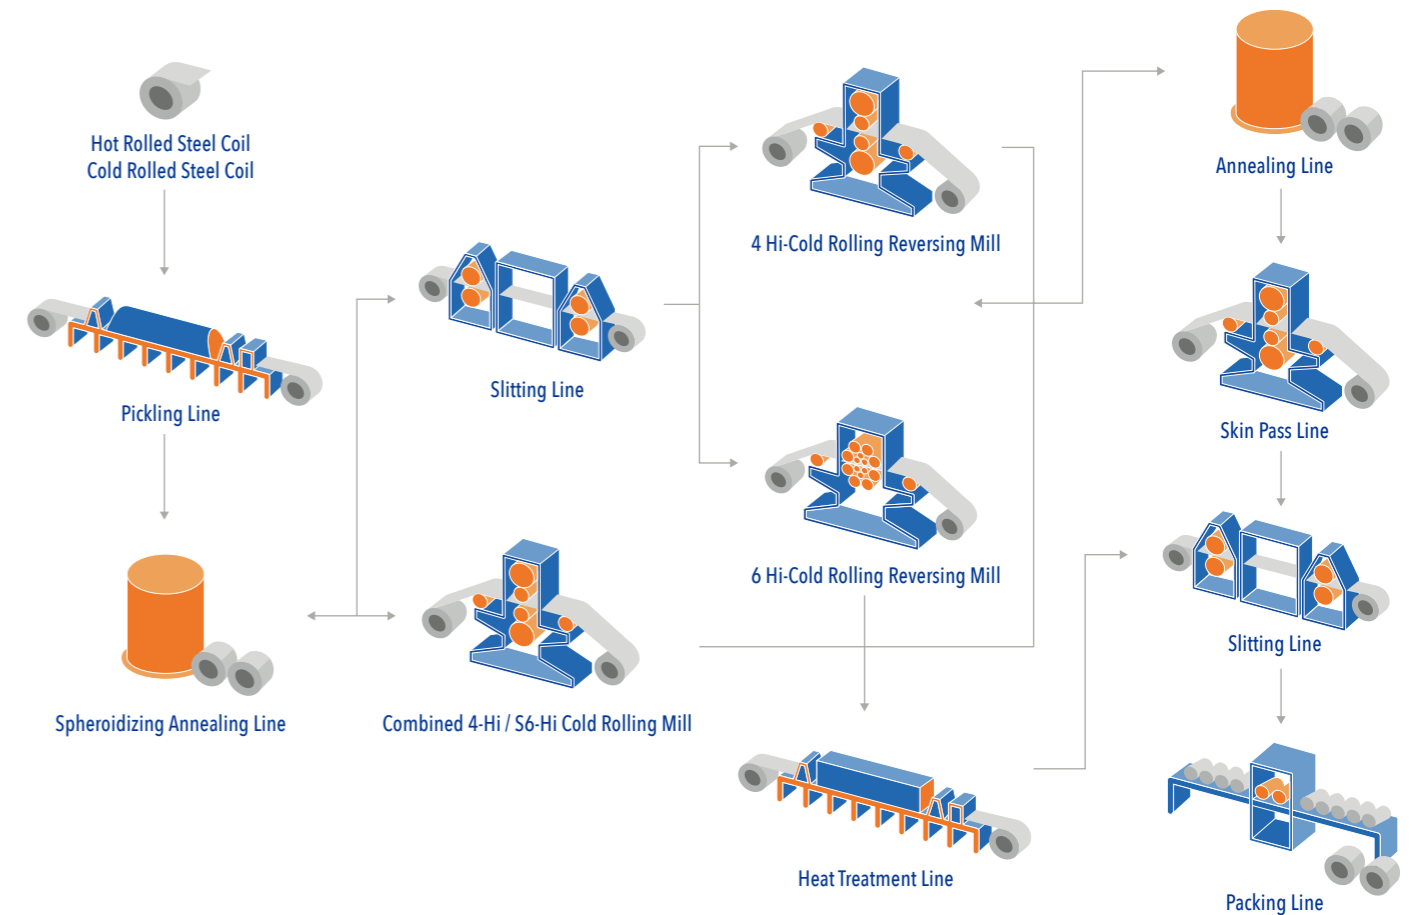 Hot Rolled Steel Coil
Cold Rolled Steel Coil
Pickling Line
Spheroidizing Annealing Line
Slitting Line
Combined 4-Hi / S6-Hi Cold Rolling Mill
4 Hi-Cold Rolling Reversing Mill
6 Hi-Cold Rolling Reversing Mill
Heat Treatment Line
Annealing Line
Skin Pass Line
Slitting Line
Packing Line